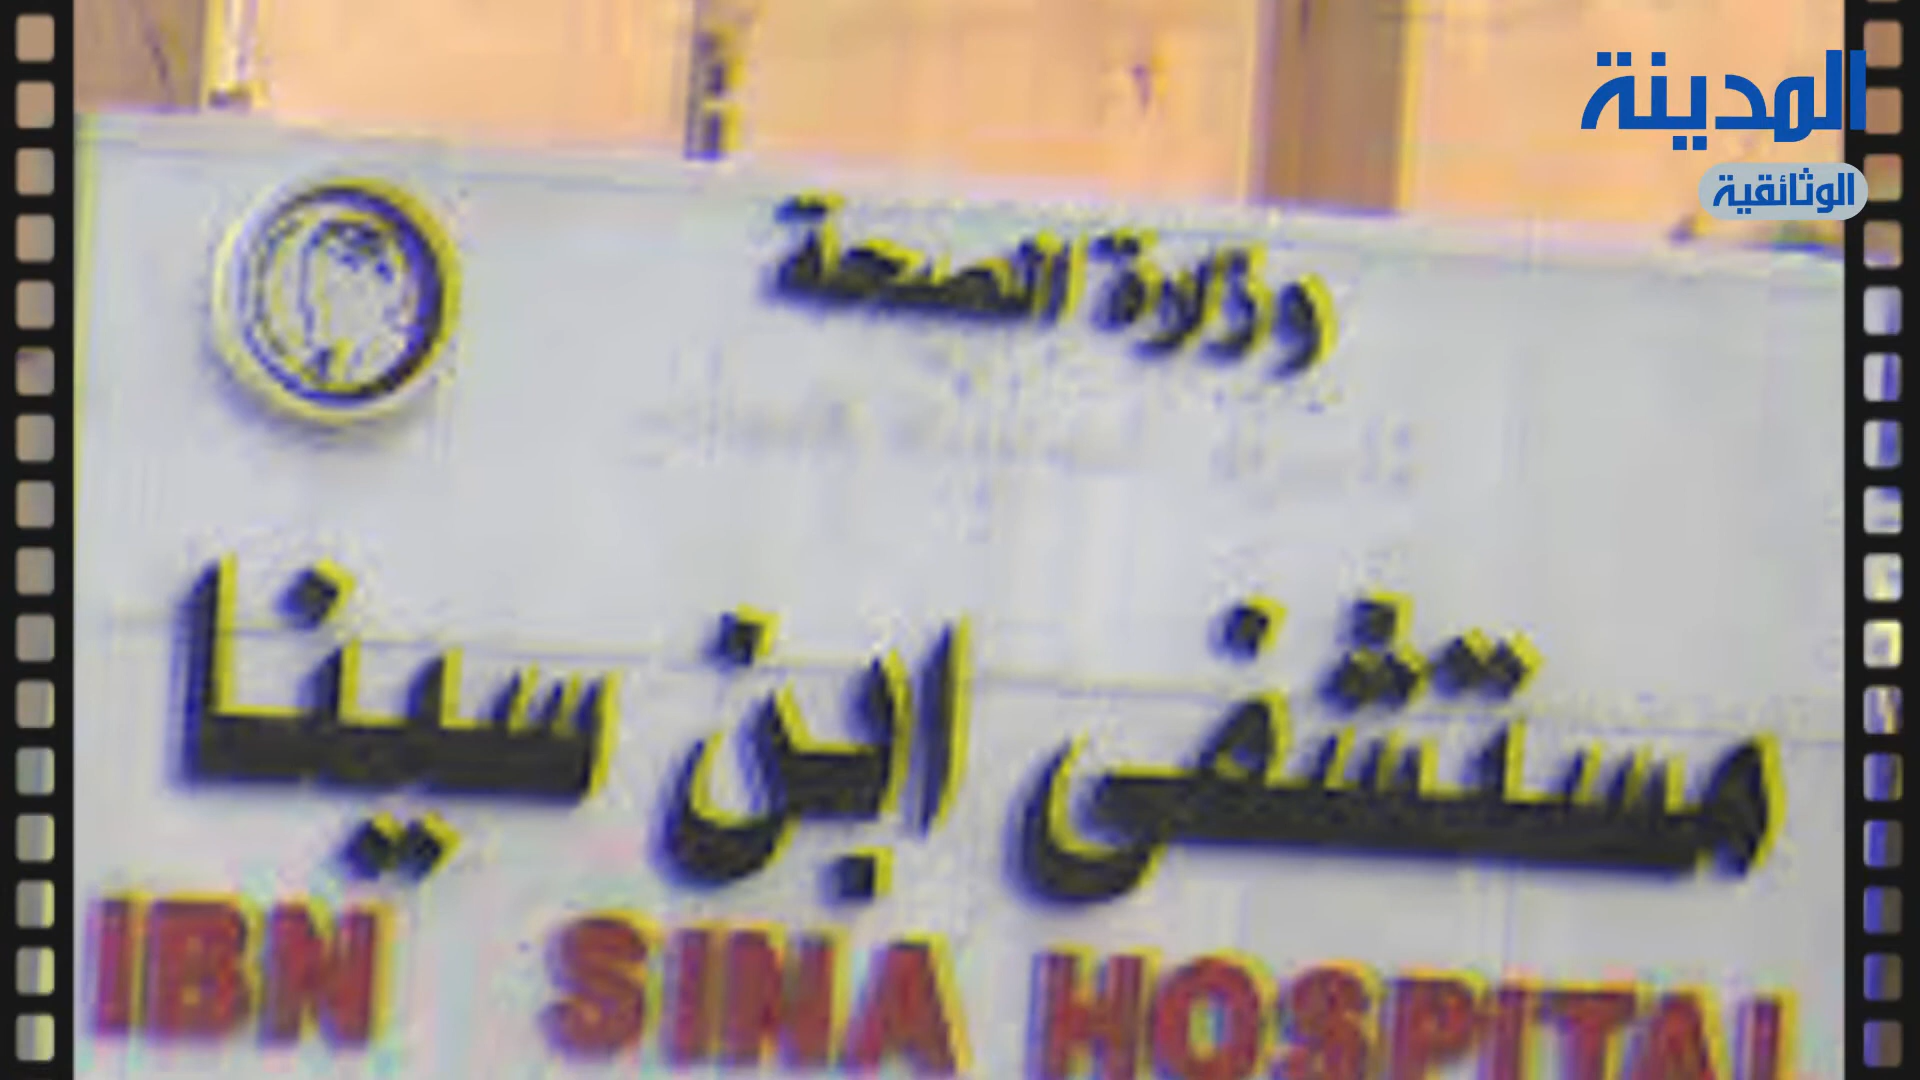 المدينة
الوثائقية
وزارة الصحة
مستشفى ابن سينا
IBN SINA HOSPITAL